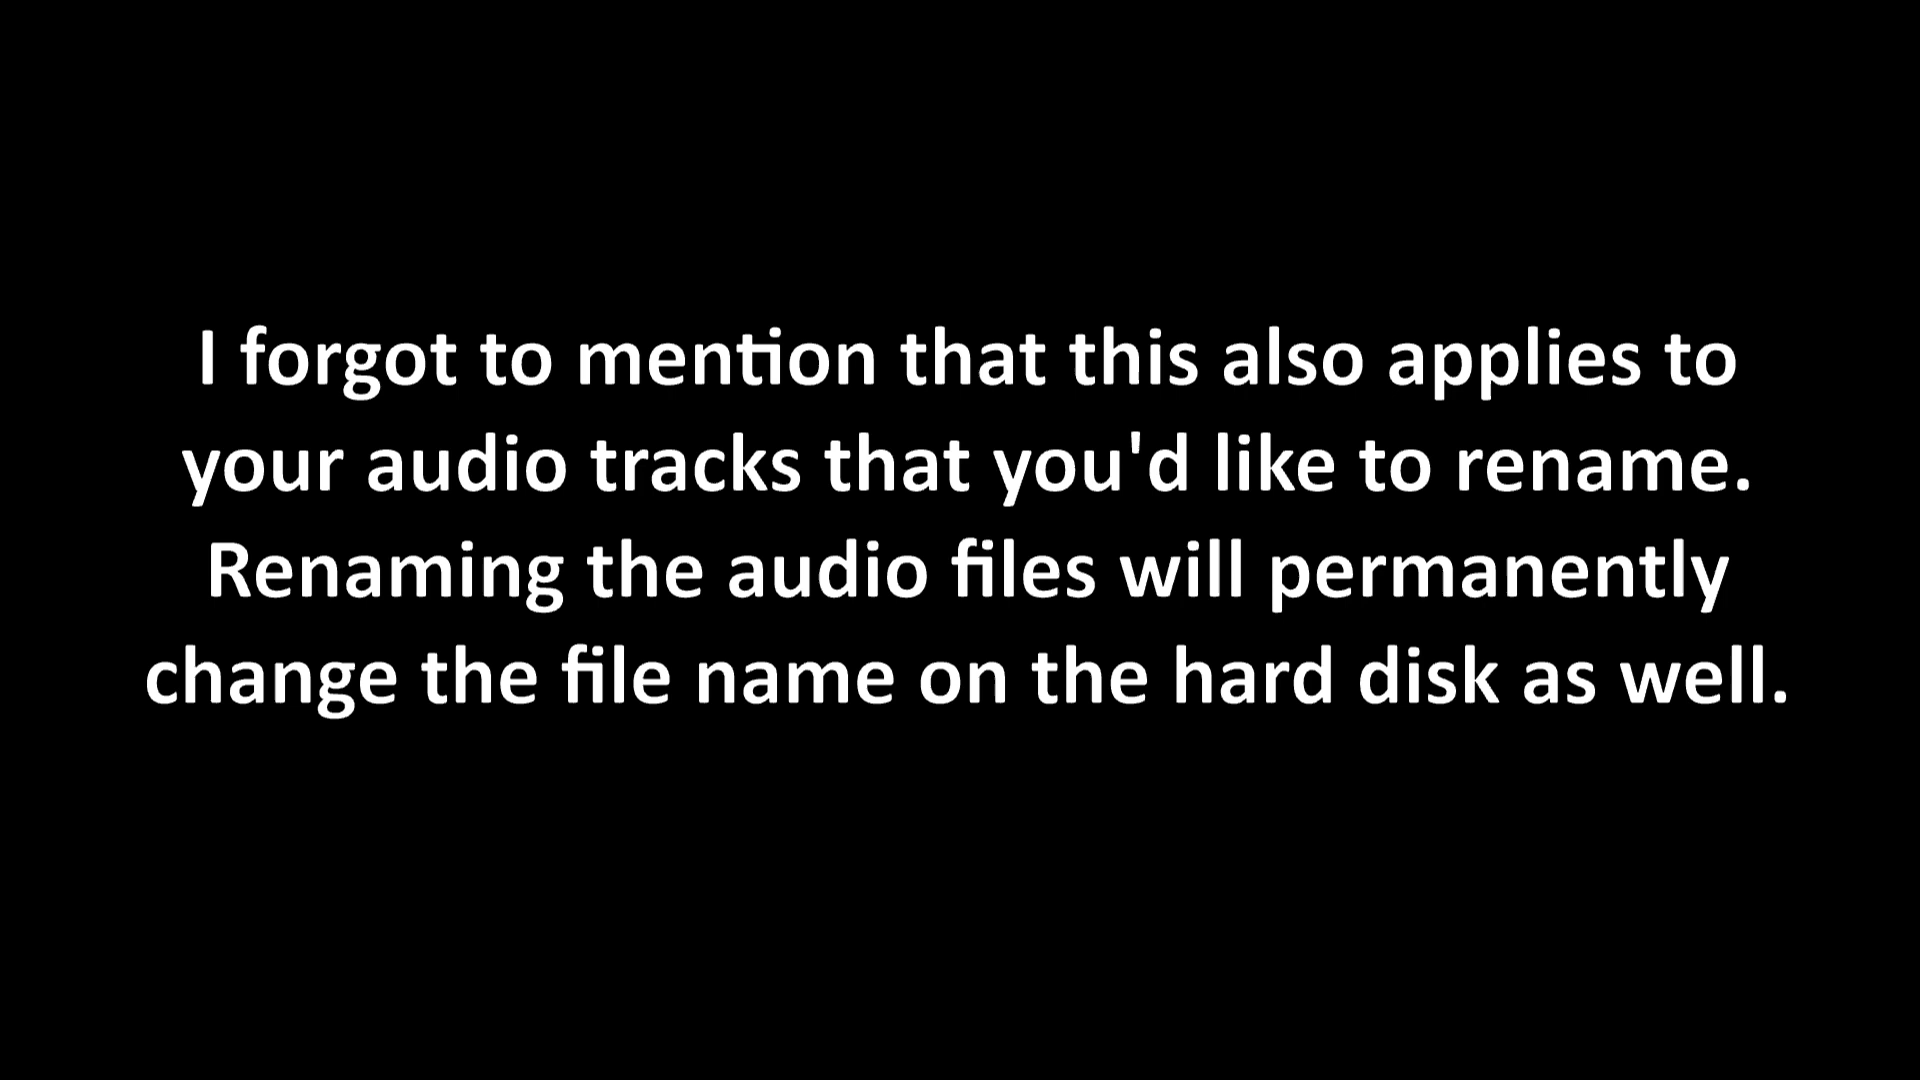 I forgot to mention that this also applies to
your audio tracks that you'd like to rename.
Renaming the audio files will permanently
change the file name on the hard disk as well.